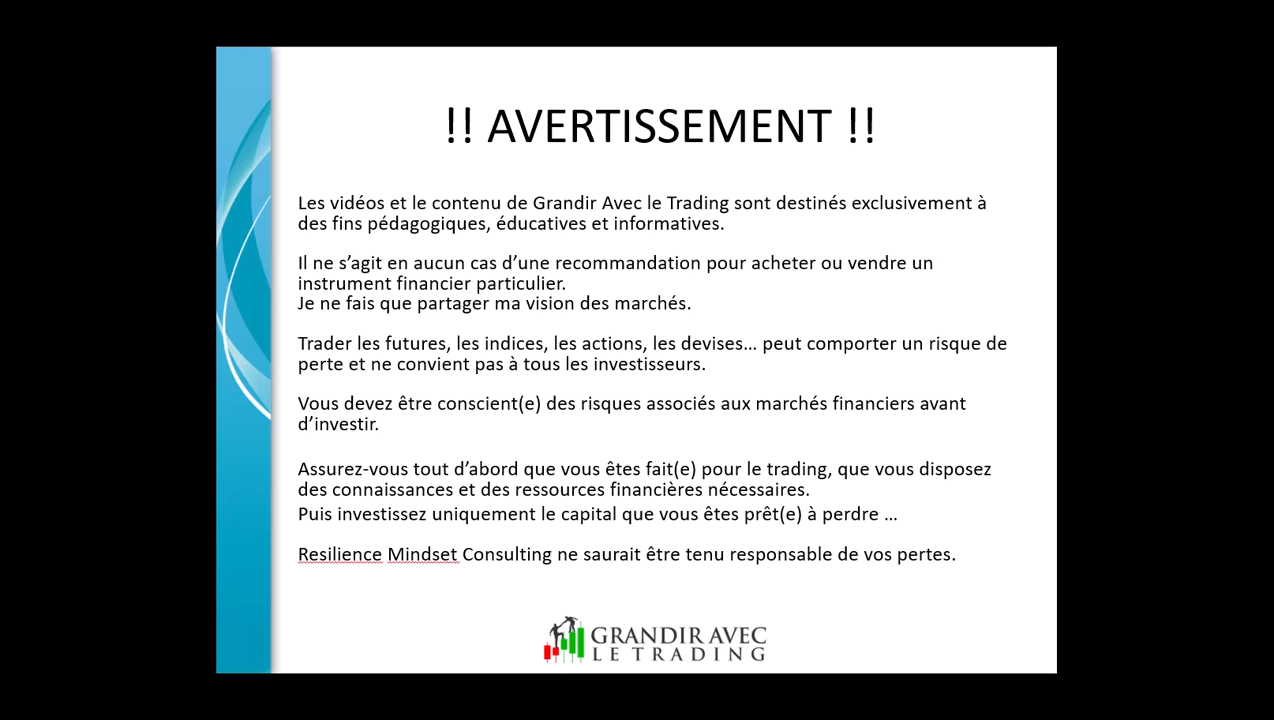 !! AVERTISSEMENT !!
Les vidéos et le contenu de Grandir Avec le Trading sont destinés exclusivement à
des fins pédagogiques, éducatives et informatives.
Il ne s’agit en aucun cas d’une recommandation pour acheter ou vendre un
instrument financier particulier.
Je ne fais que partager ma vision des marchés.
Trader les futures, les indices, les actions, les devises… peut comporter un risque de
perte et ne convient pas à tous les investisseurs.
Vous devez être conscient(e) des risques associés aux marchés financiers avant
d’investir.
Assurez-vous tout d’abord que vous êtes fait(e) pour le trading, que vous disposez
des connaissances et des ressources financières nécessaires.
Puis investissez uniquement le capital que vous êtes prêt(e) à perdre …
Resilience Mindset Consulting ne saurait être tenu responsable de vos pertes.
GRANDIR AVEC
LE TRADING